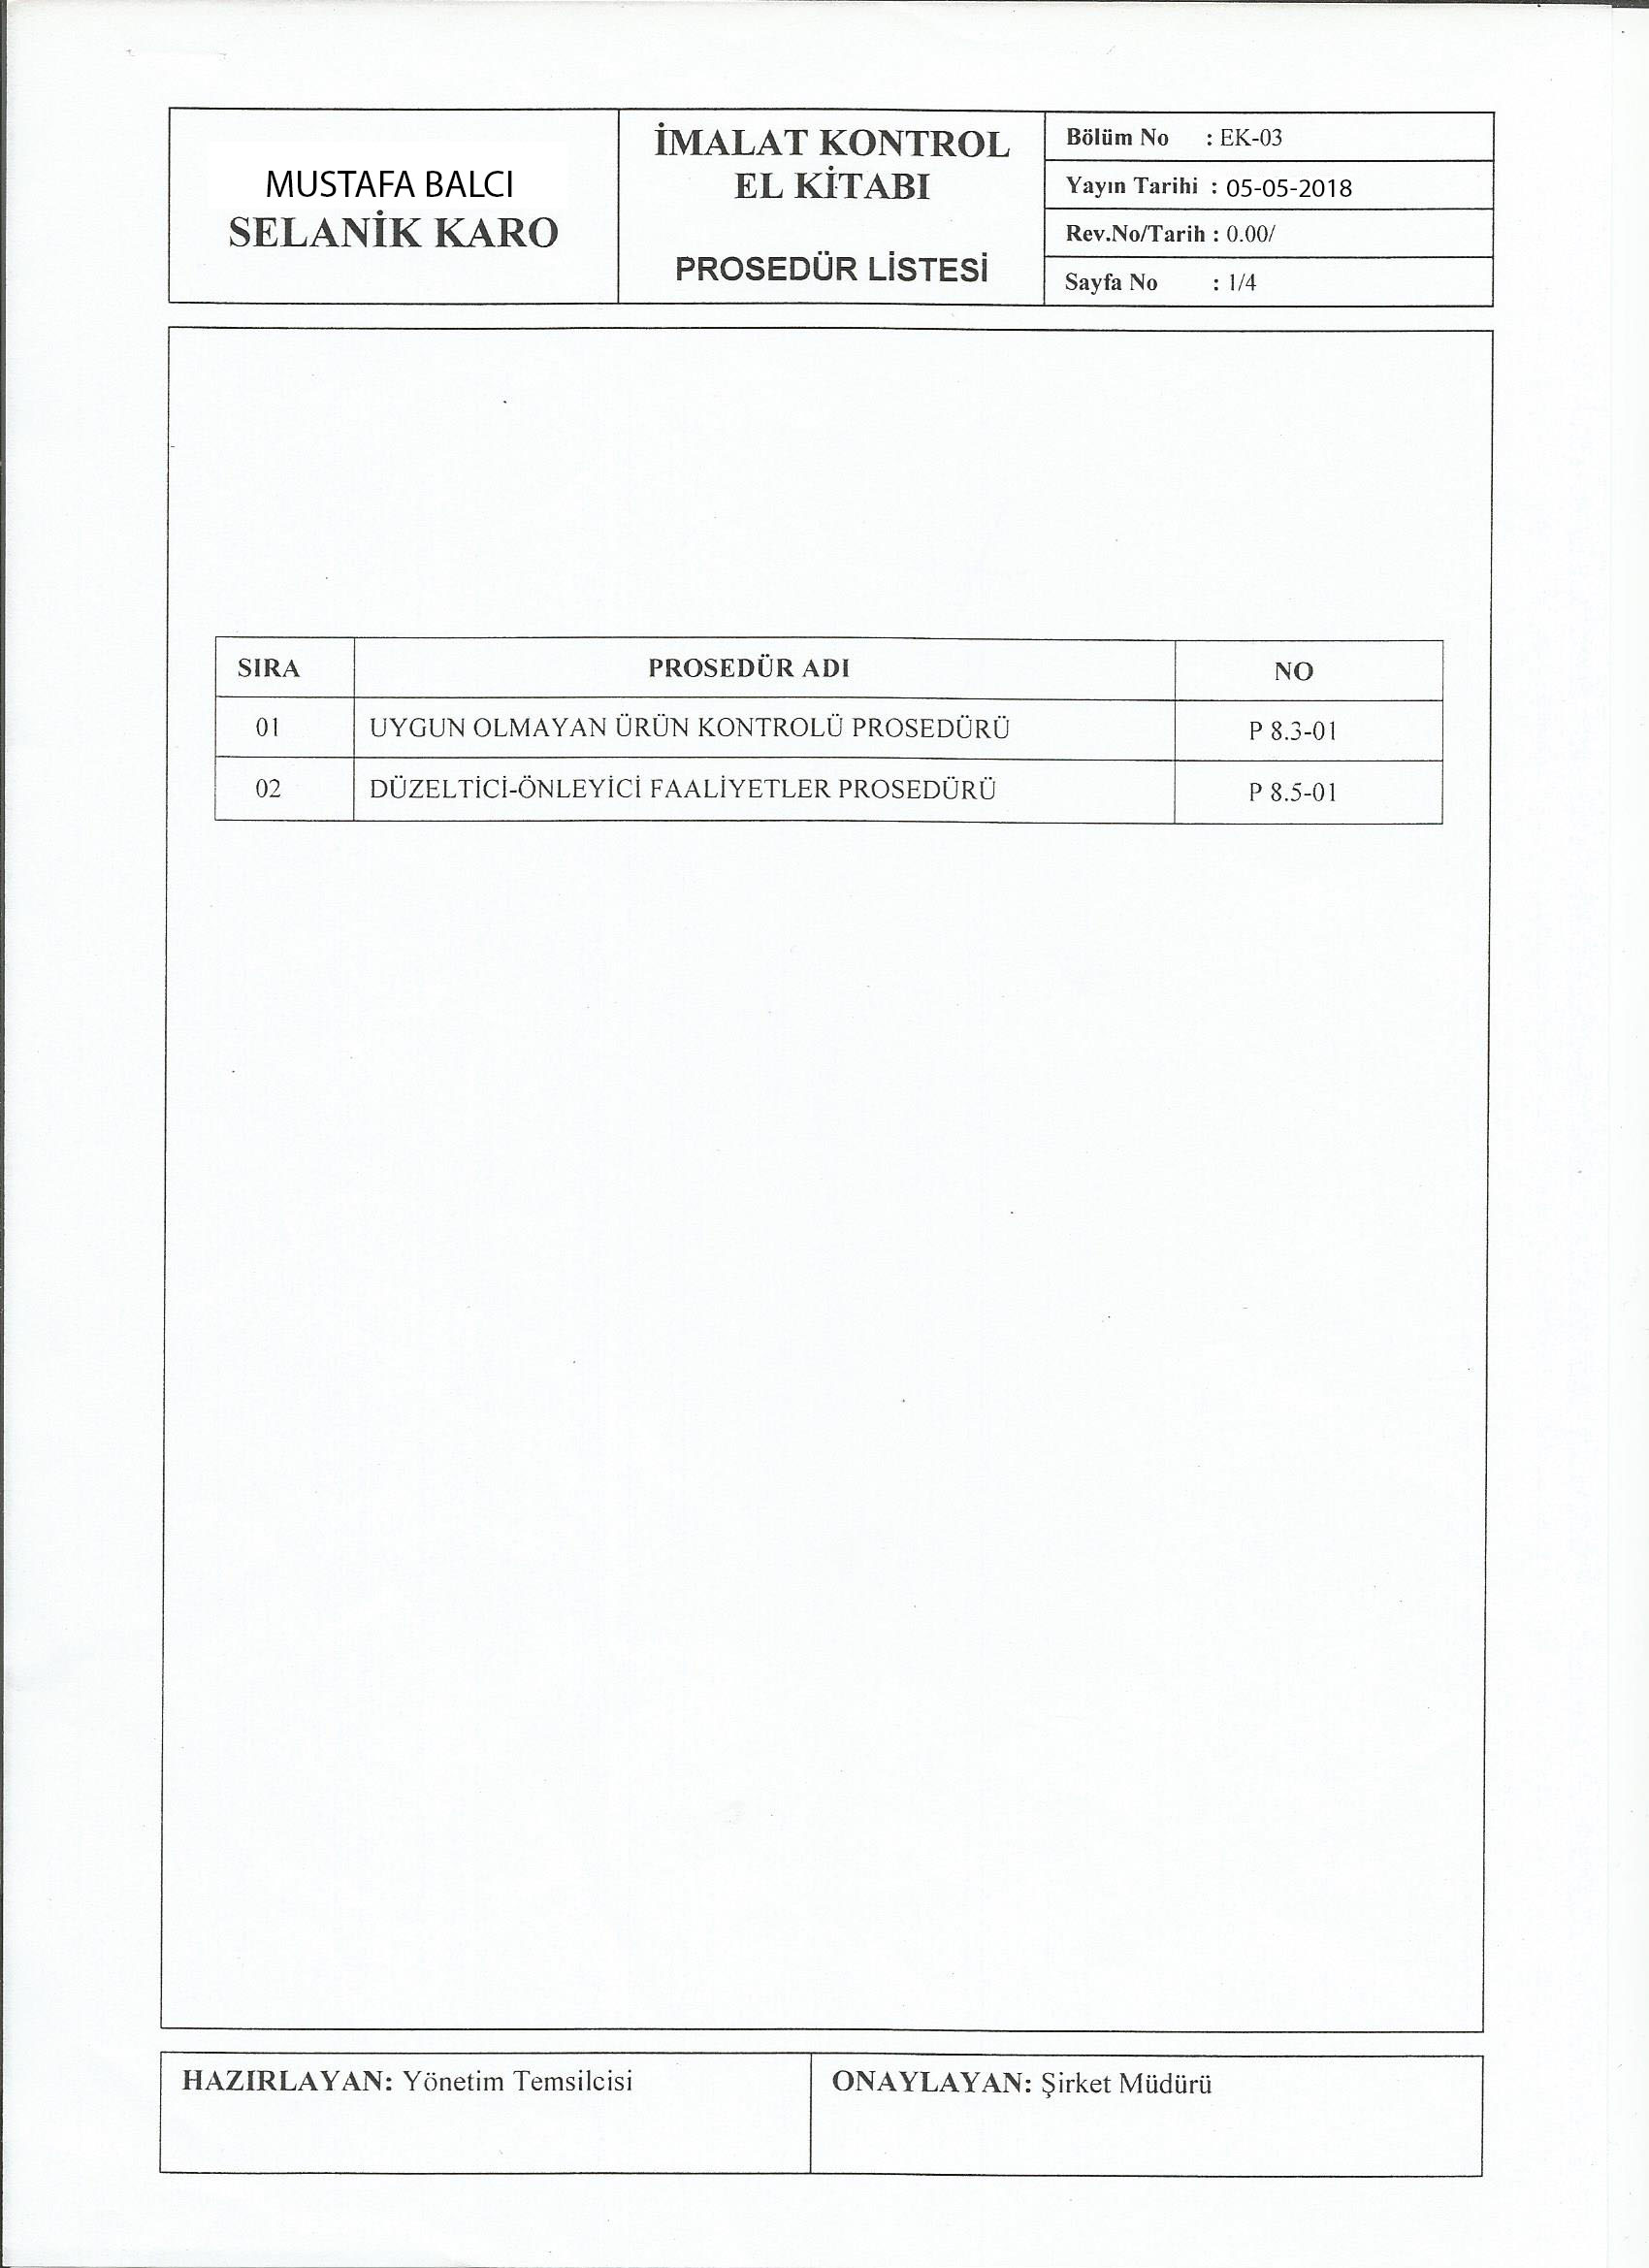 MUSTAFA BALCI
SELANİK KARO
İMALAT KONTROL
EL KİTABI
PROSEDÜR LİSTESİ
Bölüm No : EK-03
Yayın Tarihi : 05-05-2018
Rev.No/Tarih : 0.00/
Sayfa No : 1/4
SIRA PROSEDÜR ADI NO
01 UYGUN OLMAYAN ÜRÜN KONTROLÜ PROSEDÜRÜ P 8.3-01
02 DÜZELTİCİ-ÖNLEYİCİ FAALİYETLER PROSEDÜRÜ P 8.5-01
HAZIRLAYAN: Yönetim Temsilcisi
ONAYLAYAN: Şirket Müdürü